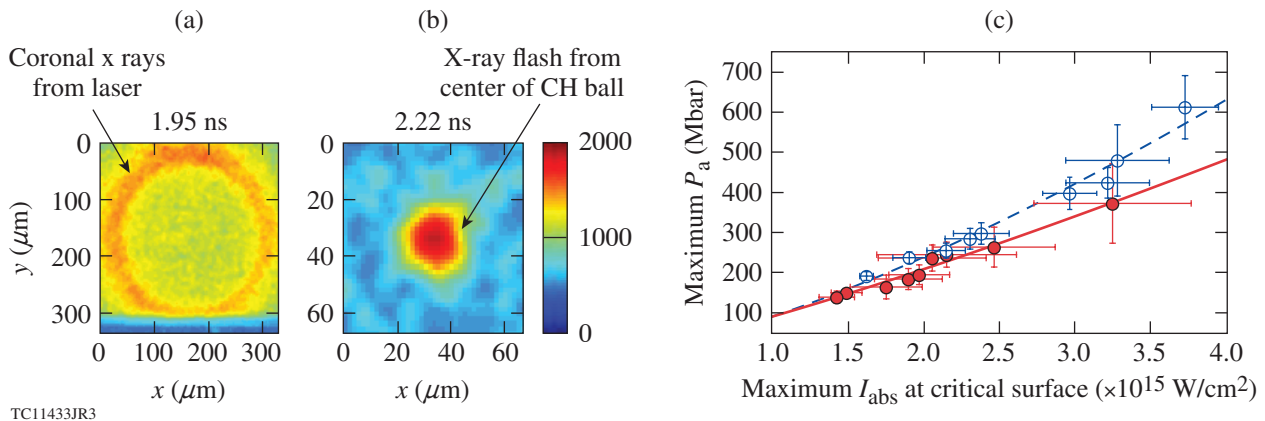 (a)
(b)
(c)
Coronal x rays
from laser
X-ray flash from
center of CH ball
1.95 ns
2.22 ns
0
100
200
300
y (μm)
0 100 200 300
x (μm)
0
20
40
60
0 20 40 60
x (μm)
2000
1000
0
Maximum Pa (Mbar)
700
600
500
400
300
200
100
1.0 1.5 2.0 2.5 3.0 3.5 4.0
Maximum Iabs at critical surface (×10¹⁵ W/cm²)
TC11433JR3